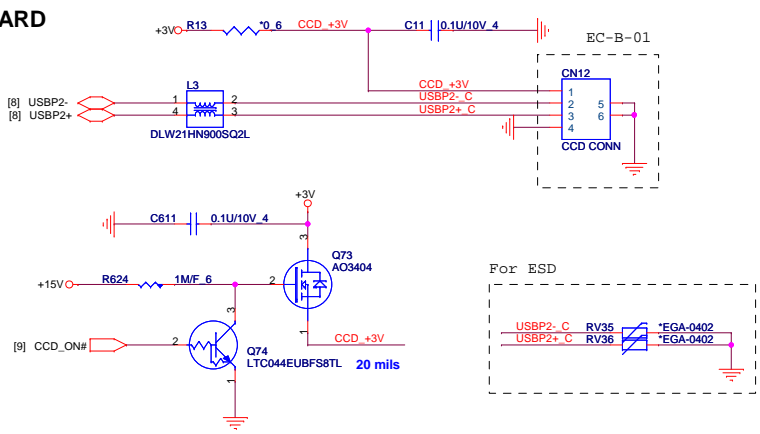 ARD
+3V R13 *0_6 CCD_+3V C11 0.1U/10V_4
EC-B-01
CN12
L3
CCD_+3V 1
[8] USBP2- 1 2 USBP2-_C 2 5
[8] USBP2+ 4 3 USBP2+_C 3 6
4
DLW21HN900SQ2L
CCD CONN
+3V
C611 0.1U/10V_4
3
Q73
AO3404
+15V R624 1M/F_6 2
For ESD
3
1
USBP2-_C RV35 *EGA-0402
USBP2+_C RV36 *EGA-0402
CCD_+3V
[9] CCD_ON# 2
Q74
LTC044EUBFS8TL
20 mils
1